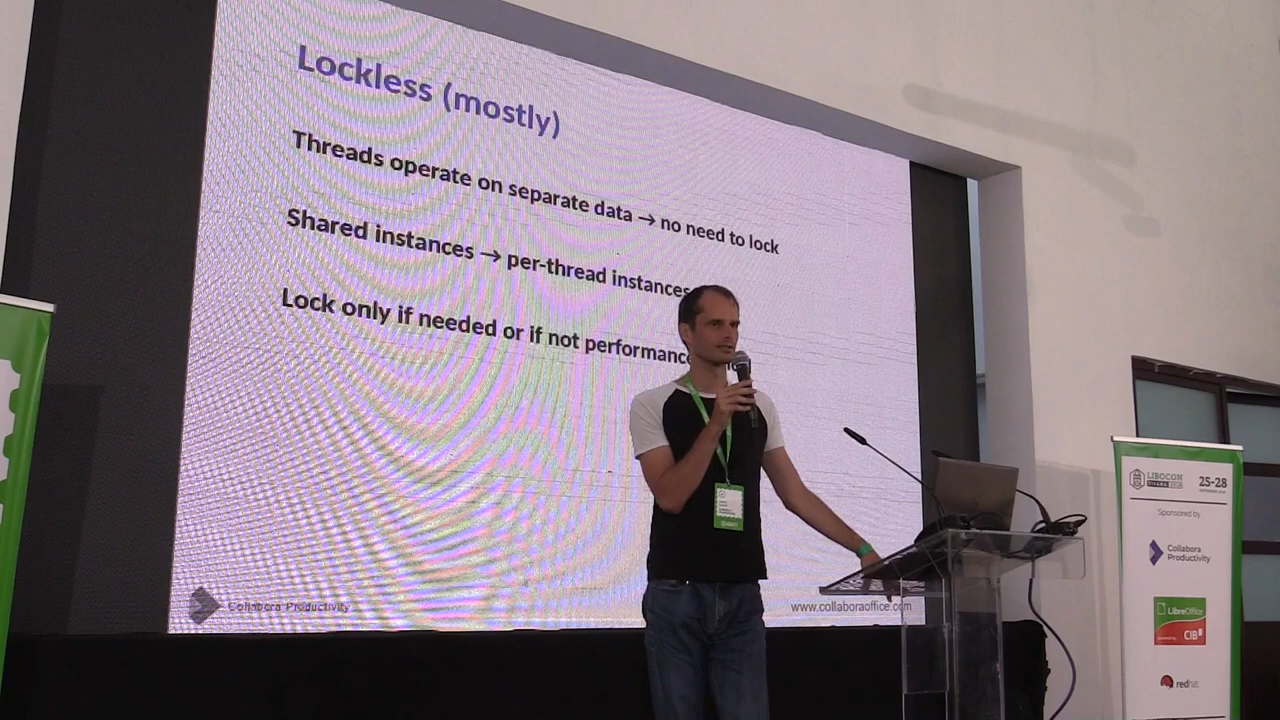 Lockless (mostly)
Threads operate on separate data → no need to lock
Shared instances → per-thread instances
Lock only if needed or if not performance
Collabora Productivity
www.collaboraoffice.com
LIBOCON
25-28
Sponsored by
Collabora
Productivity
LibreOffice
CIB
redhat